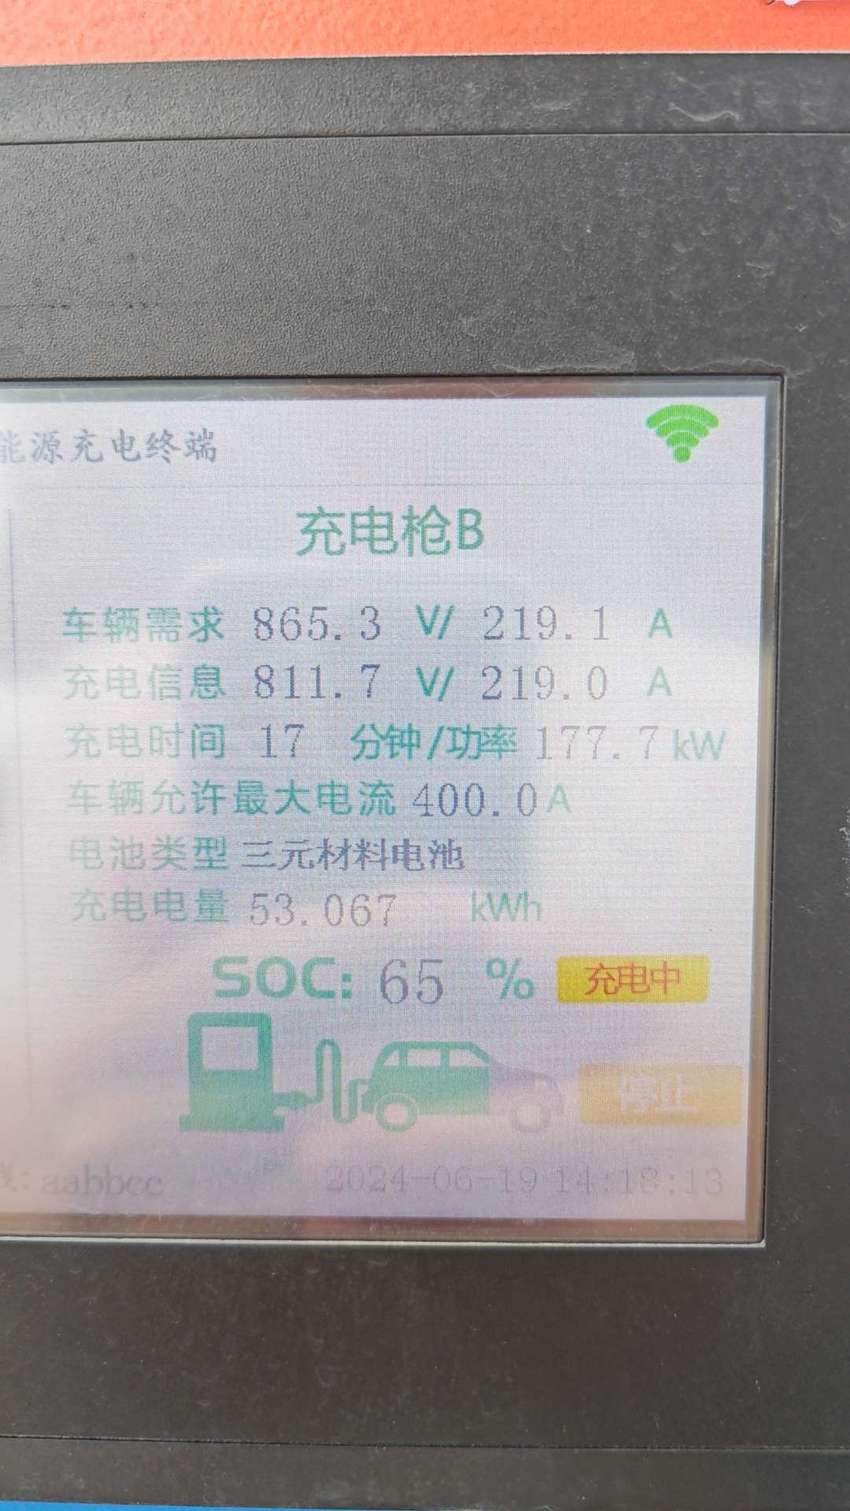 能源充电终端
充电枪B
车辆需求 865.3 V/ 219.1 A
充电信息 811.7 V/ 219.0 A
充电时间 17 分钟/功率 177.7 kW
车辆允许最大电流 400.0 A
电池类型 三元材料电池
充电电量 53.067 kWh
SOC: 65 % 充电中
停止
: aabbcc 2024-06-19 14:18:13